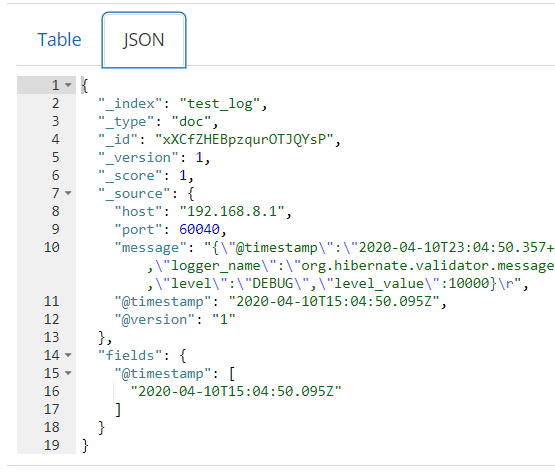 Table JSON
1 {
2 "_index": "test_log",
3 "_type": "doc",
4 "_id": "xXCfZHEBpzqurOTJQYsP",
5 "_version": 1,
6 "_score": 1,
7 "_source": {
8 "host": "192.168.8.1",
9 "port": 60040,
10 "message": "{\"@timestamp\":\"2020-04-10T23:04:50.357+
,\"logger_name\":\"org.hibernate.validator.message
,\"level\":\"DEBUG\",\"level_value\":10000}\r",
11 "@timestamp": "2020-04-10T15:04:50.095Z",
12 "@version": "1"
13 },
14 "fields": {
15 "@timestamp": [
16 "2020-04-10T15:04:50.095Z"
17 ]
18 }
19 }